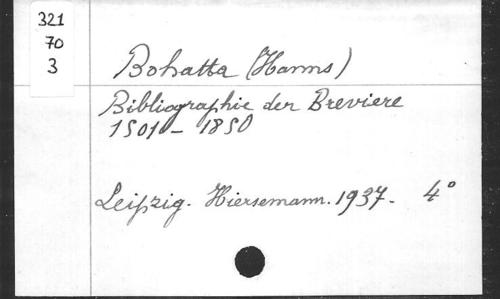 321
70
3
Bohatta (Hanns)
Bibliographie der Breviere
1501 - 1850
Leipzig. Hiersemann. 1937. 4°